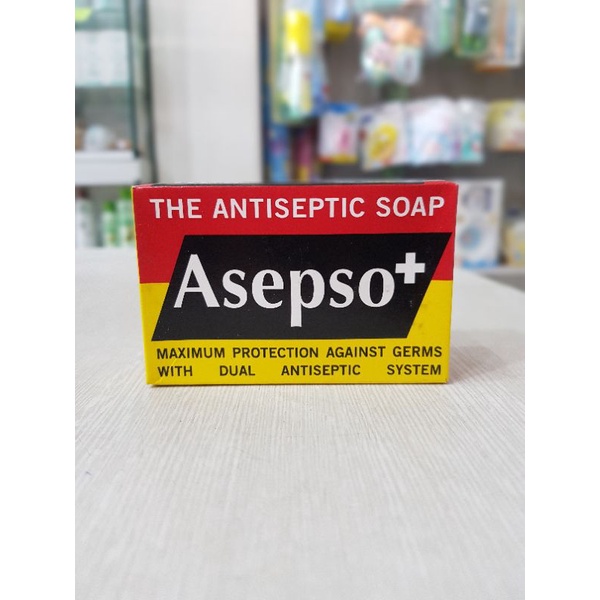 THE ANTISEPTIC SOAP
Asepso+
MAXIMUM PROTECTION AGAINST GERMS
WITH DUAL ANTISEPTIC SYSTEM